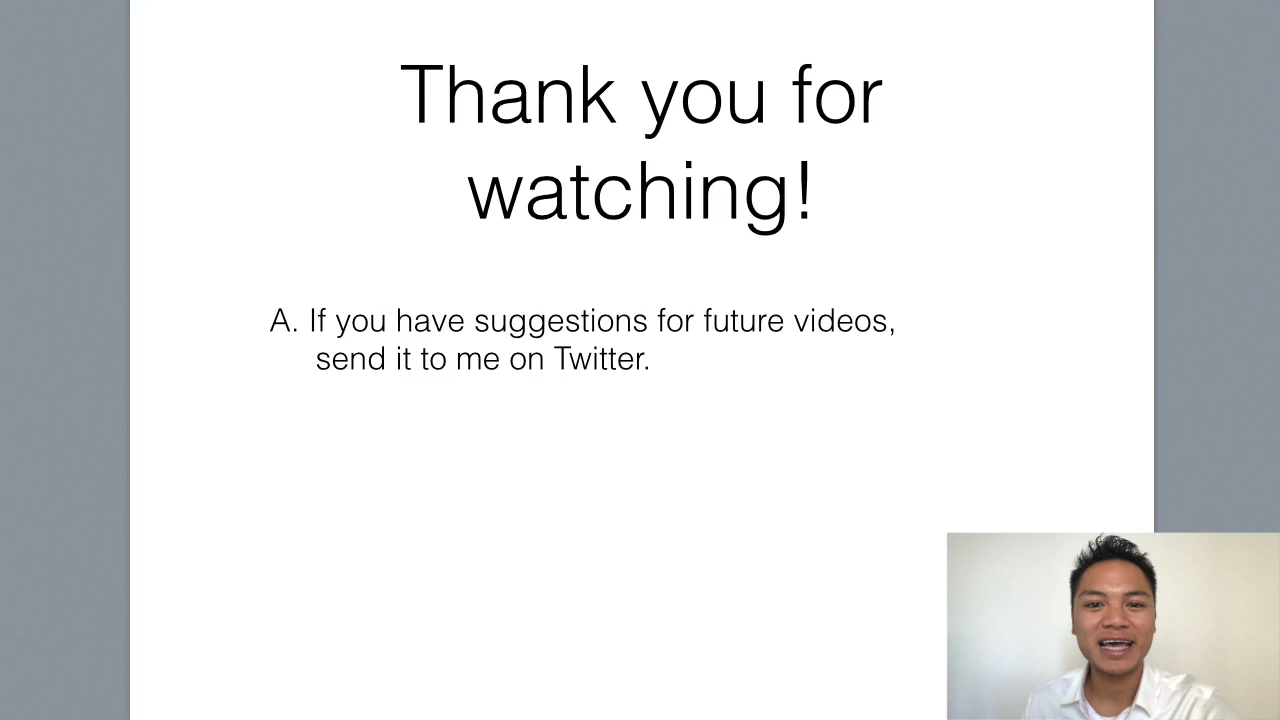 Thank you for
watching!
A. If you have suggestions for future videos,
send it to me on Twitter.